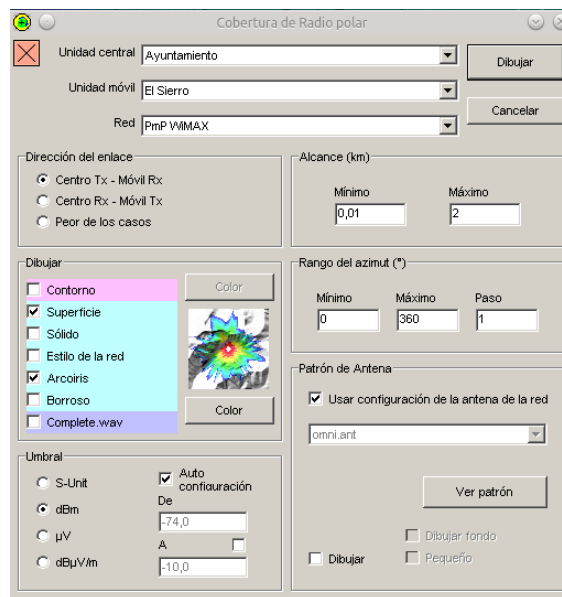 Cobertura de Radio polar
Unidad central Ayuntamiento Dibujar
Unidad móvil El Sierro
Cancelar
Red PmP WiMAX
Dirección del enlace
Centro Tx - Móvil Rx
Centro Rx - Móvil Tx
Peor de los casos
Alcance (km)
Mínimo Máximo
0,01 2
Dibujar
Contorno Color
Superficie
Sólido
Estilo de la red
Arcoiris
Borroso Color
Complete.wav
Rango del azimut (°)
Mínimo Máximo Paso
0 360 1
Patrón de Antena
Usar configuración de la antena de la red
omni.ant
Ver patrón
Dibujar fondo
Dibujar Pequeño
Umbral
S-Unit Auto configuración
dBm De
-74,0
µV A
dBµV/m -10,0